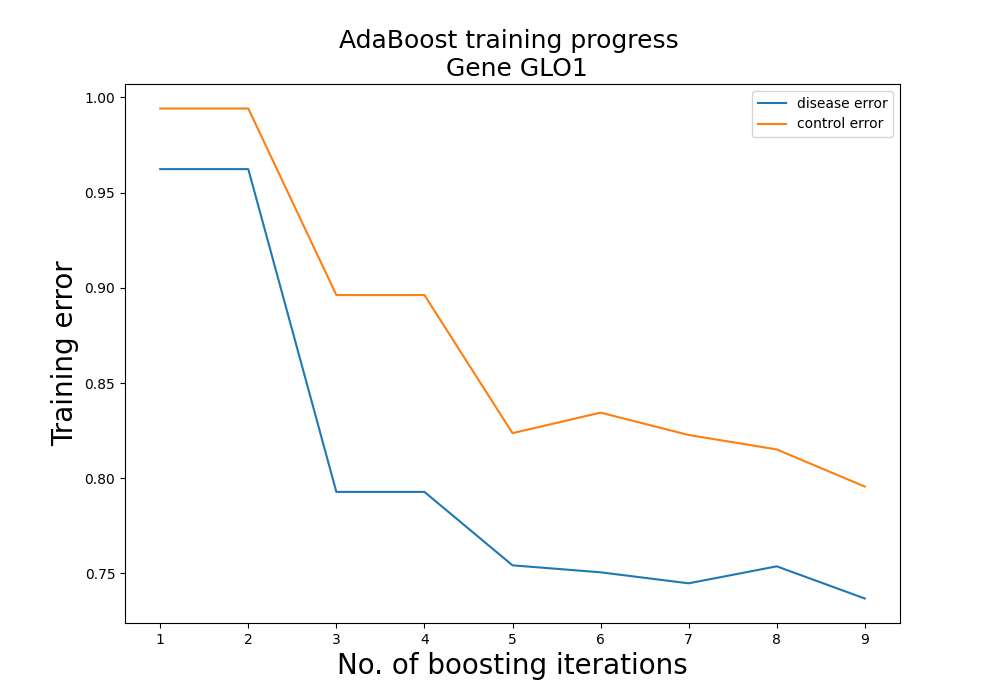 AdaBoost training progress
Gene GLO1
disease error
control error
Training error
1.00
0.95
0.90
0.85
0.80
0.75
1 2 3 4 5 6 7 8 9
No. of boosting iterations